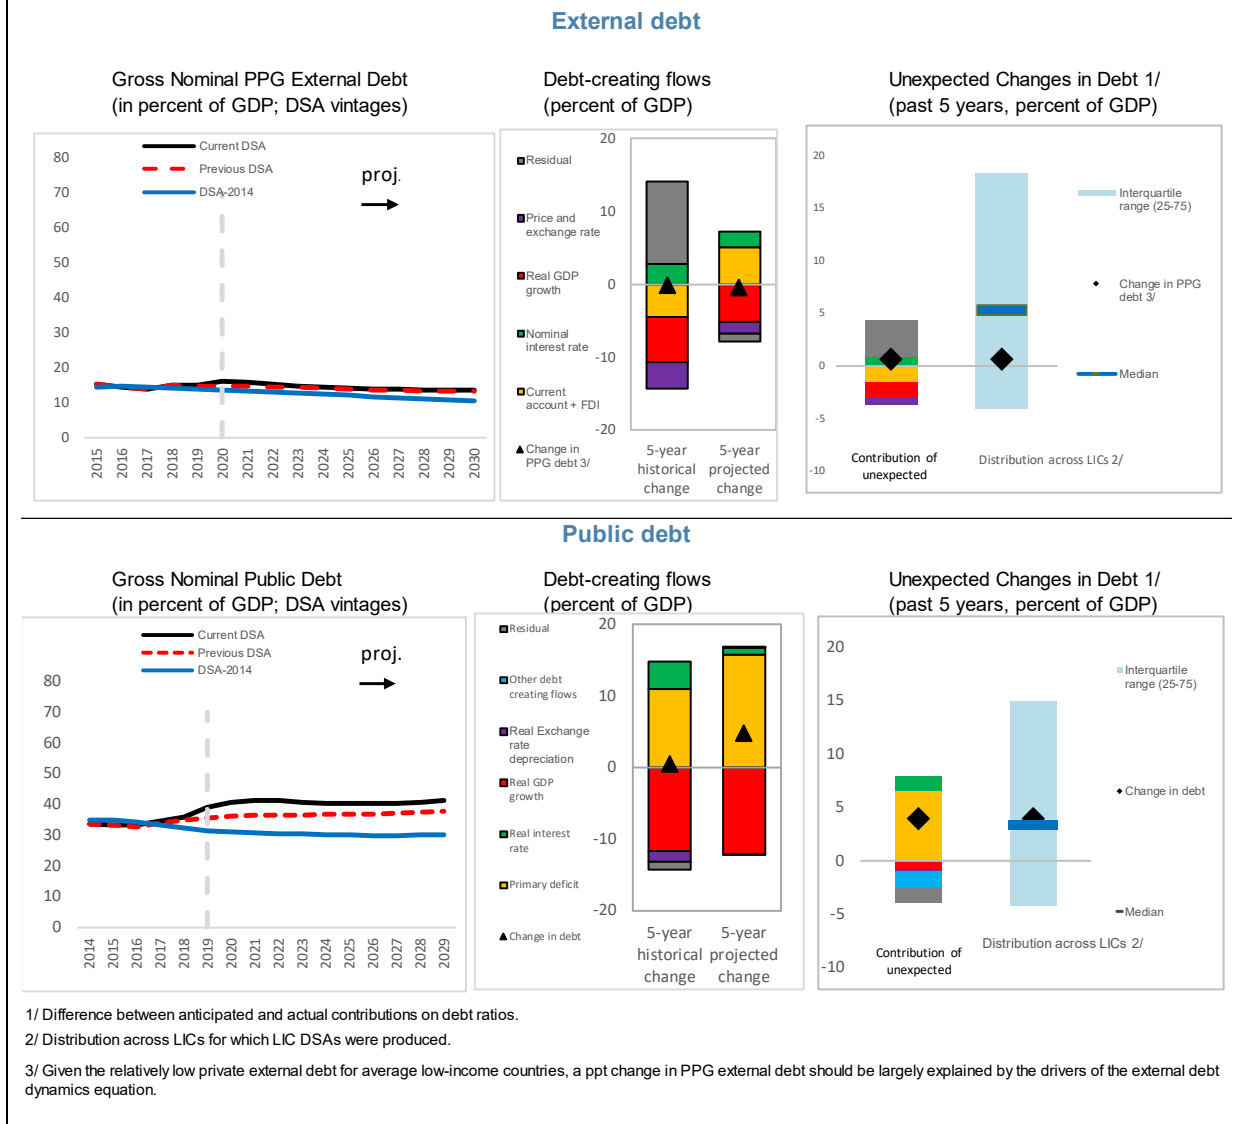 External debt
Gross Nominal PPG External Debt
(in percent of GDP; DSA vintages)
Current DSA
Previous DSA
DSA-2014
proj.
80
70
60
50
40
30
20
10
0
2015
2016
2017
2018
2019
2020
2021
2022
2023
2024
2025
2026
2027
2028
2029
2030
Debt-creating flows
(percent of GDP)
Residual
Price and
exchange rate
Real GDP
growth
Nominal
interest rate
Current
account + FDI
Change in
PPG debt 3/
20
10
0
-10
-20
5-year
historical
change
5-year
projected
change
Unexpected Changes in Debt 1/
(past 5 years, percent of GDP)
20
15
10
5
0
-5
-10
Contribution of
unexpected
Distribution across LICs 2/
Interquartile
range (25-75)
Change in PPG
debt 3/
Median
Public debt
Gross Nominal Public Debt
(in percent of GDP; DSA vintages)
Current DSA
Previous DSA
DSA-2014
proj.
80
70
60
50
40
30
20
10
0
2014
2015
2016
2017
2018
2019
2020
2021
2022
2023
2024
2025
2026
2027
2028
2029
Debt-creating flows
(percent of GDP)
Residual
Other debt
creating flows
Real Exchange
rate
depreciation
Real GDP
growth
Real interest
rate
Primary deficit
Change in debt
20
10
0
-10
-20
5-year
historical
change
5-year
projected
change
Unexpected Changes in Debt 1/
(past 5 years, percent of GDP)
20
15
10
5
0
-5
-10
Contribution of
unexpected
Distribution across LICs 2/
Interquartile
range (25-75)
Change in debt
Median
1/ Difference between anticipated and actual contributions on debt ratios.
2/ Distribution across LICs for which LIC DSAs were produced.
3/ Given the relatively low private external debt for average low-income countries, a ppt change in PPG external debt should be largely explained by the drivers of the external debt
dynamics equation.